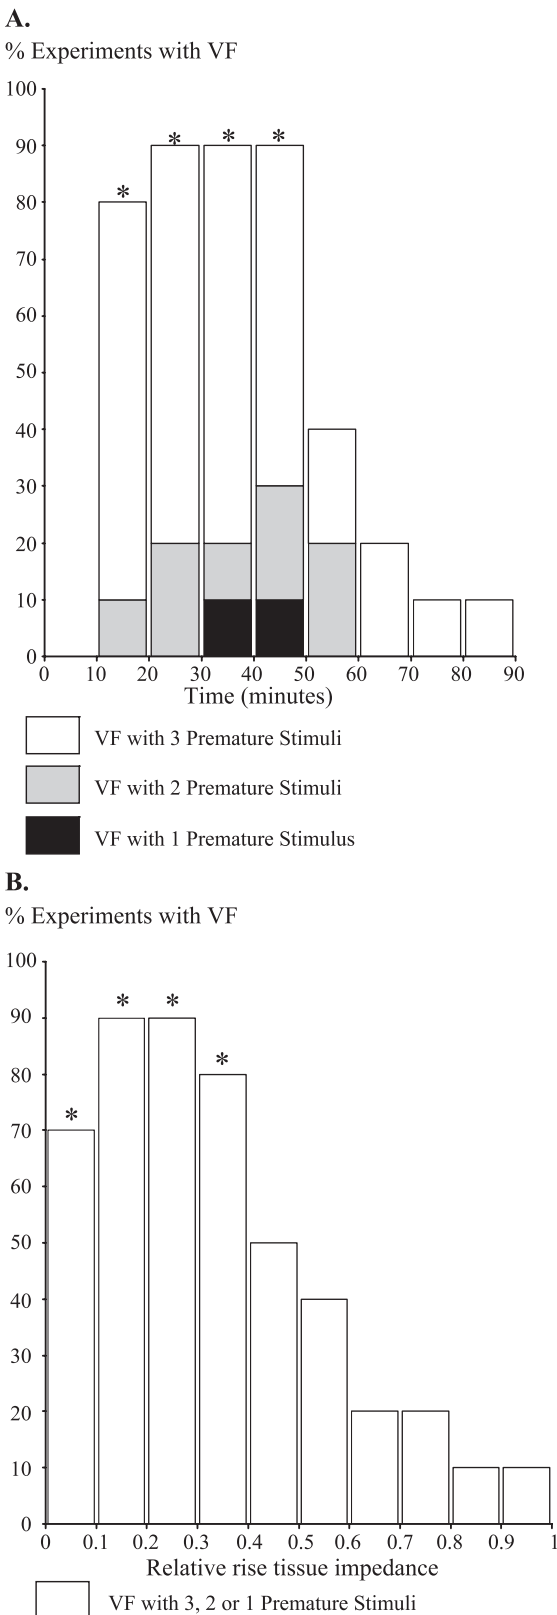 A.
% Experiments with VF
100
90
80
70
60
50
40
30
20
10
0
* * * *
0 10 20 30 40 50 60 70 80 90
Time (minutes)
VF with 3 Premature Stimuli
VF with 2 Premature Stimuli
VF with 1 Premature Stimulus
B.
% Experiments with VF
100
90
80
70
60
50
40
30
20
10
0
* * * *
0 0.1 0.2 0.3 0.4 0.5 0.6 0.7 0.8 0.9 1
Relative rise tissue impedance
VF with 3, 2 or 1 Premature Stimuli